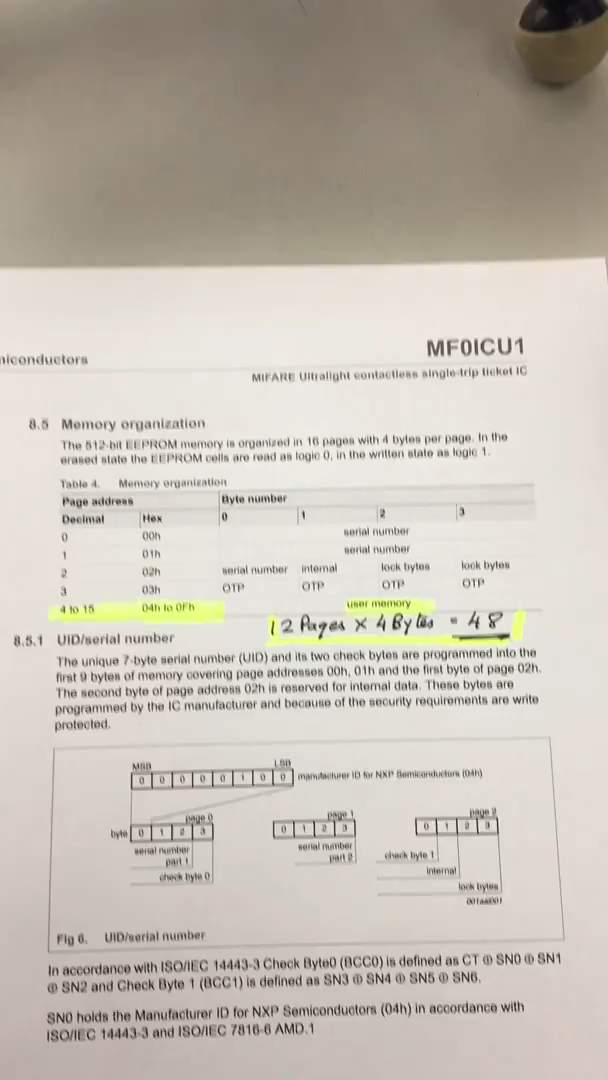 miconductors
MF0ICU1
MIFARE Ultralight contactless single-trip ticket IC
8.5 Memory organization
The 512-bit EEPROM memory is organized in 16 pages with 4 bytes per page. In the
erased state the EEPROM cells are read as logic 0, in the written state as logic 1.
Table 4. Memory organization
Page address Byte number
Decimal Hex 0 1 2 3
0 00h serial number
1 01h serial number
2 02h serial number internal lock bytes lock bytes
3 03h OTP OTP OTP OTP
4 to 15 04h to 0Fh user memory
12 Pages X 4 Bytes = 48
8.5.1 UID/serial number
The unique 7-byte serial number (UID) and its two check bytes are programmed into the
first 9 bytes of memory covering page addresses 00h, 01h and the first byte of page 02h.
The second byte of page address 02h is reserved for internal data. These bytes are
programmed by the IC manufacturer and because of the security requirements are write
protected.
MSB LSB
0 0 0 0 0 1 0 0 manufacturer ID for NXP Semiconductors (04h)
page 0 page 1 page 2
byte 0 1 2 3 0 1 2 3 0 1 2 3
serial number serial number check byte 1
part 1 part 2
check byte 0 internal
lock bytes
001aal001
Fig 6. UID/serial number
In accordance with ISO/IEC 14443-3 Check Byte0 (BCC0) is defined as CT ⊕ SN0 ⊕ SN1
⊕ SN2 and Check Byte 1 (BCC1) is defined as SN3 ⊕ SN4 ⊕ SN5 ⊕ SN6.
SN0 holds the Manufacturer ID for NXP Semiconductors (04h) in accordance with
ISO/IEC 14443-3 and ISO/IEC 7816-6 AMD.1